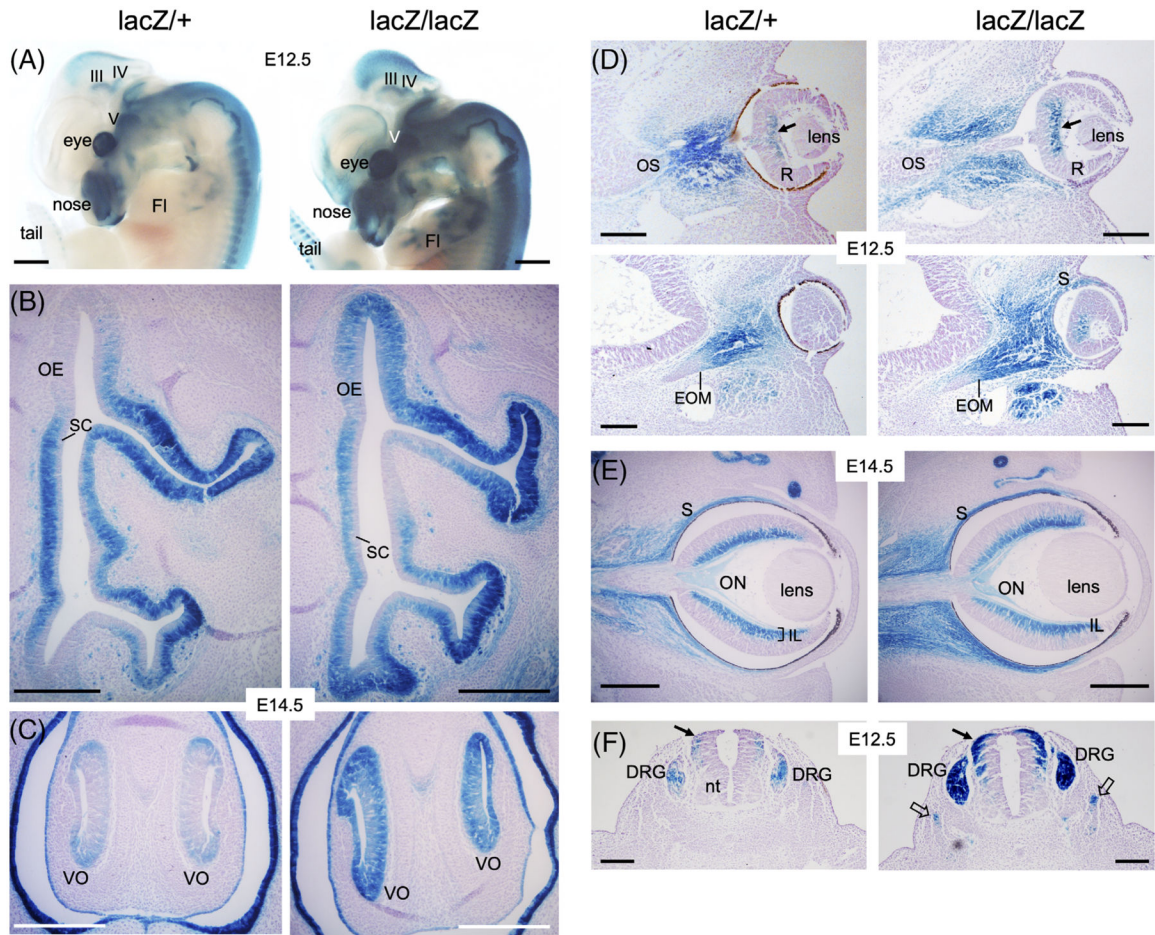 lacZ/+
lacZ/lacZ
(A)
E12.5
III
IV
V
eye
nose
FI
tail
III
IV
V
eye
nose
FI
tail
(B)
OE
SC
OE
SC
E14.5
(C)
VO
VO
VO
VO
lacZ/+
lacZ/lacZ
(D)
OS
lens
R
OS
lens
R
E12.5
EOM
S
EOM
(E)
E14.5
S
ON
lens
IL
S
ON
lens
IL
(F)
E12.5
DRG
nt
DRG
DRG
DRG